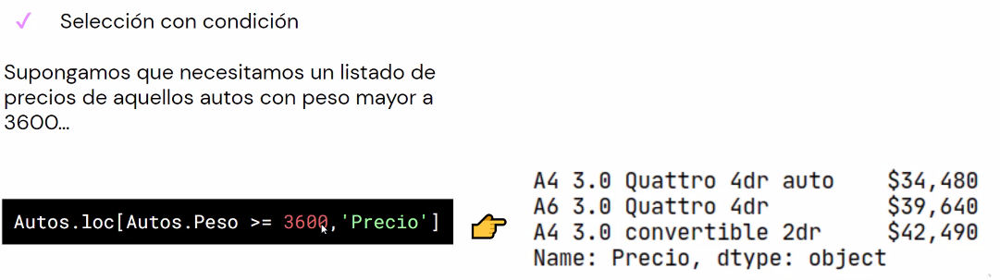 ✓ Selección con condición
Supongamos que necesitamos un listado de
precios de aquellos autos con peso mayor a
3600...
Autos.loc[Autos.Peso >= 3600,'Precio']
A4 3.0 Quattro 4dr auto    $34,480
A6 3.0 Quattro 4dr         $39,640
A4 3.0 convertible 2dr     $42,490
Name: Precio, dtype: object